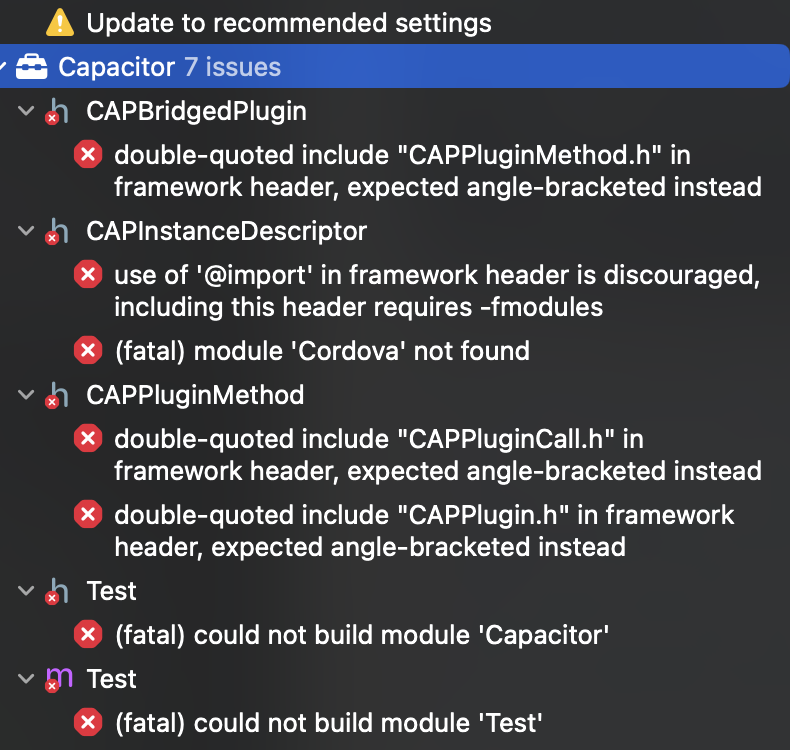 Update to recommended settings
Capacitor 7 issues
CAPBridgedPlugin
double-quoted include "CAPPluginMethod.h" in
framework header, expected angle-bracketed instead
CAPInstanceDescriptor
use of '@import' in framework header is discouraged,
including this header requires -fmodules
(fatal) module 'Cordova' not found
CAPPluginMethod
double-quoted include "CAPPluginCall.h" in
framework header, expected angle-bracketed instead
double-quoted include "CAPPlugin.h" in framework
header, expected angle-bracketed instead
Test
(fatal) could not build module 'Capacitor'
Test
(fatal) could not build module 'Test'